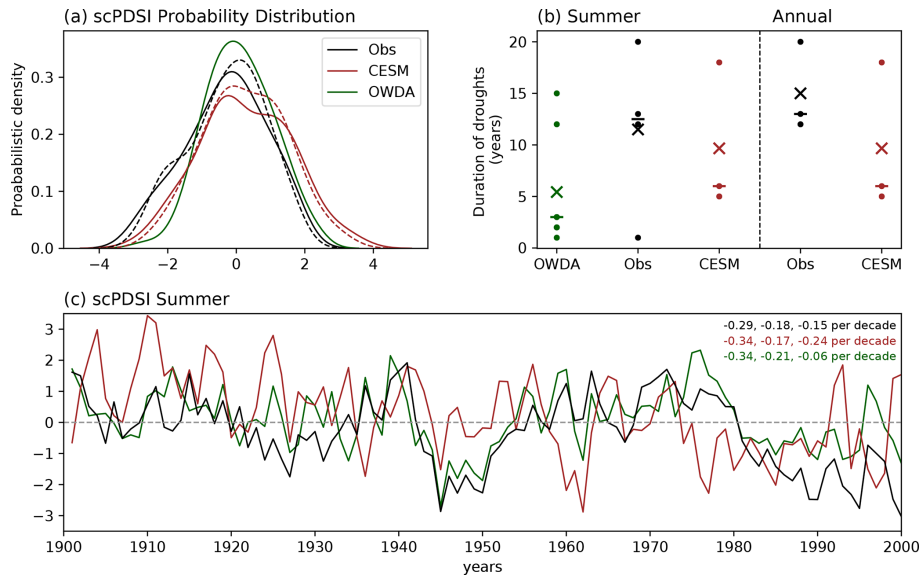 (a) scPDSI Probability Distribution
Proababilistic density
0.3
0.2
0.1
0.0
−4 −2 0 2 4
Obs
CESM
OWDA
(b) Summer Annual
Duration of droughts
(years)
20
15
10
5
0
OWDA Obs CESM Obs CESM
(c) scPDSI Summer
3
2
1
0
−1
−2
−3
-0.29, -0.18, -0.15 per decade
-0.34, -0.17, -0.24 per decade
-0.34, -0.21, -0.06 per decade
1900 1910 1920 1930 1940 1950 1960 1970 1980 1990 2000
years